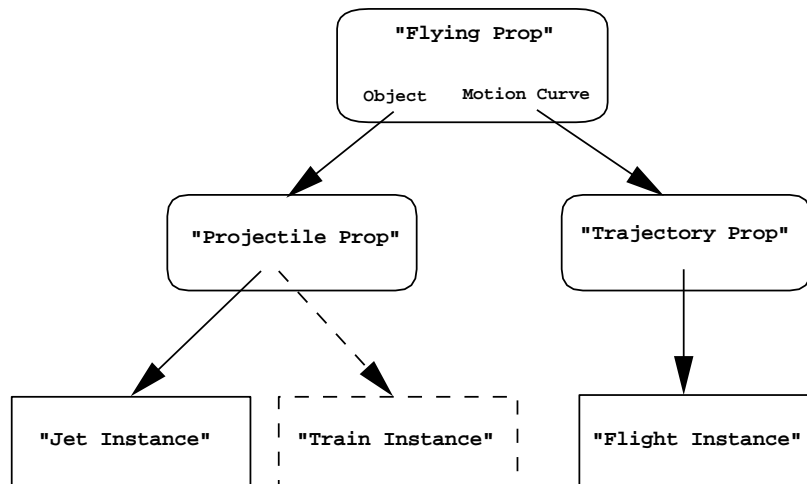 "Flying Prop"
Object Motion Curve
"Projectile Prop"
"Trajectory Prop"
"Jet Instance"
"Train Instance"
"Flight Instance"